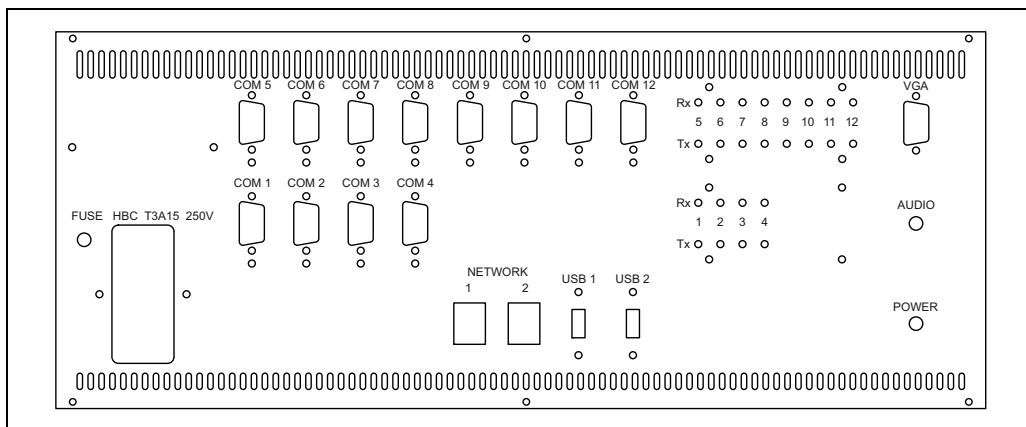 COM 5 COM 6 COM 7 COM 8 COM 9 COM 10 COM 11 COM 12
VGA
Rx
5 6 7 8 9 10 11 12
Tx
COM 1 COM 2 COM 3 COM 4
Rx
1 2 3 4
Tx
AUDIO
FUSE HBC T3A15 250V
NETWORK
1 2
USB 1 USB 2
POWER